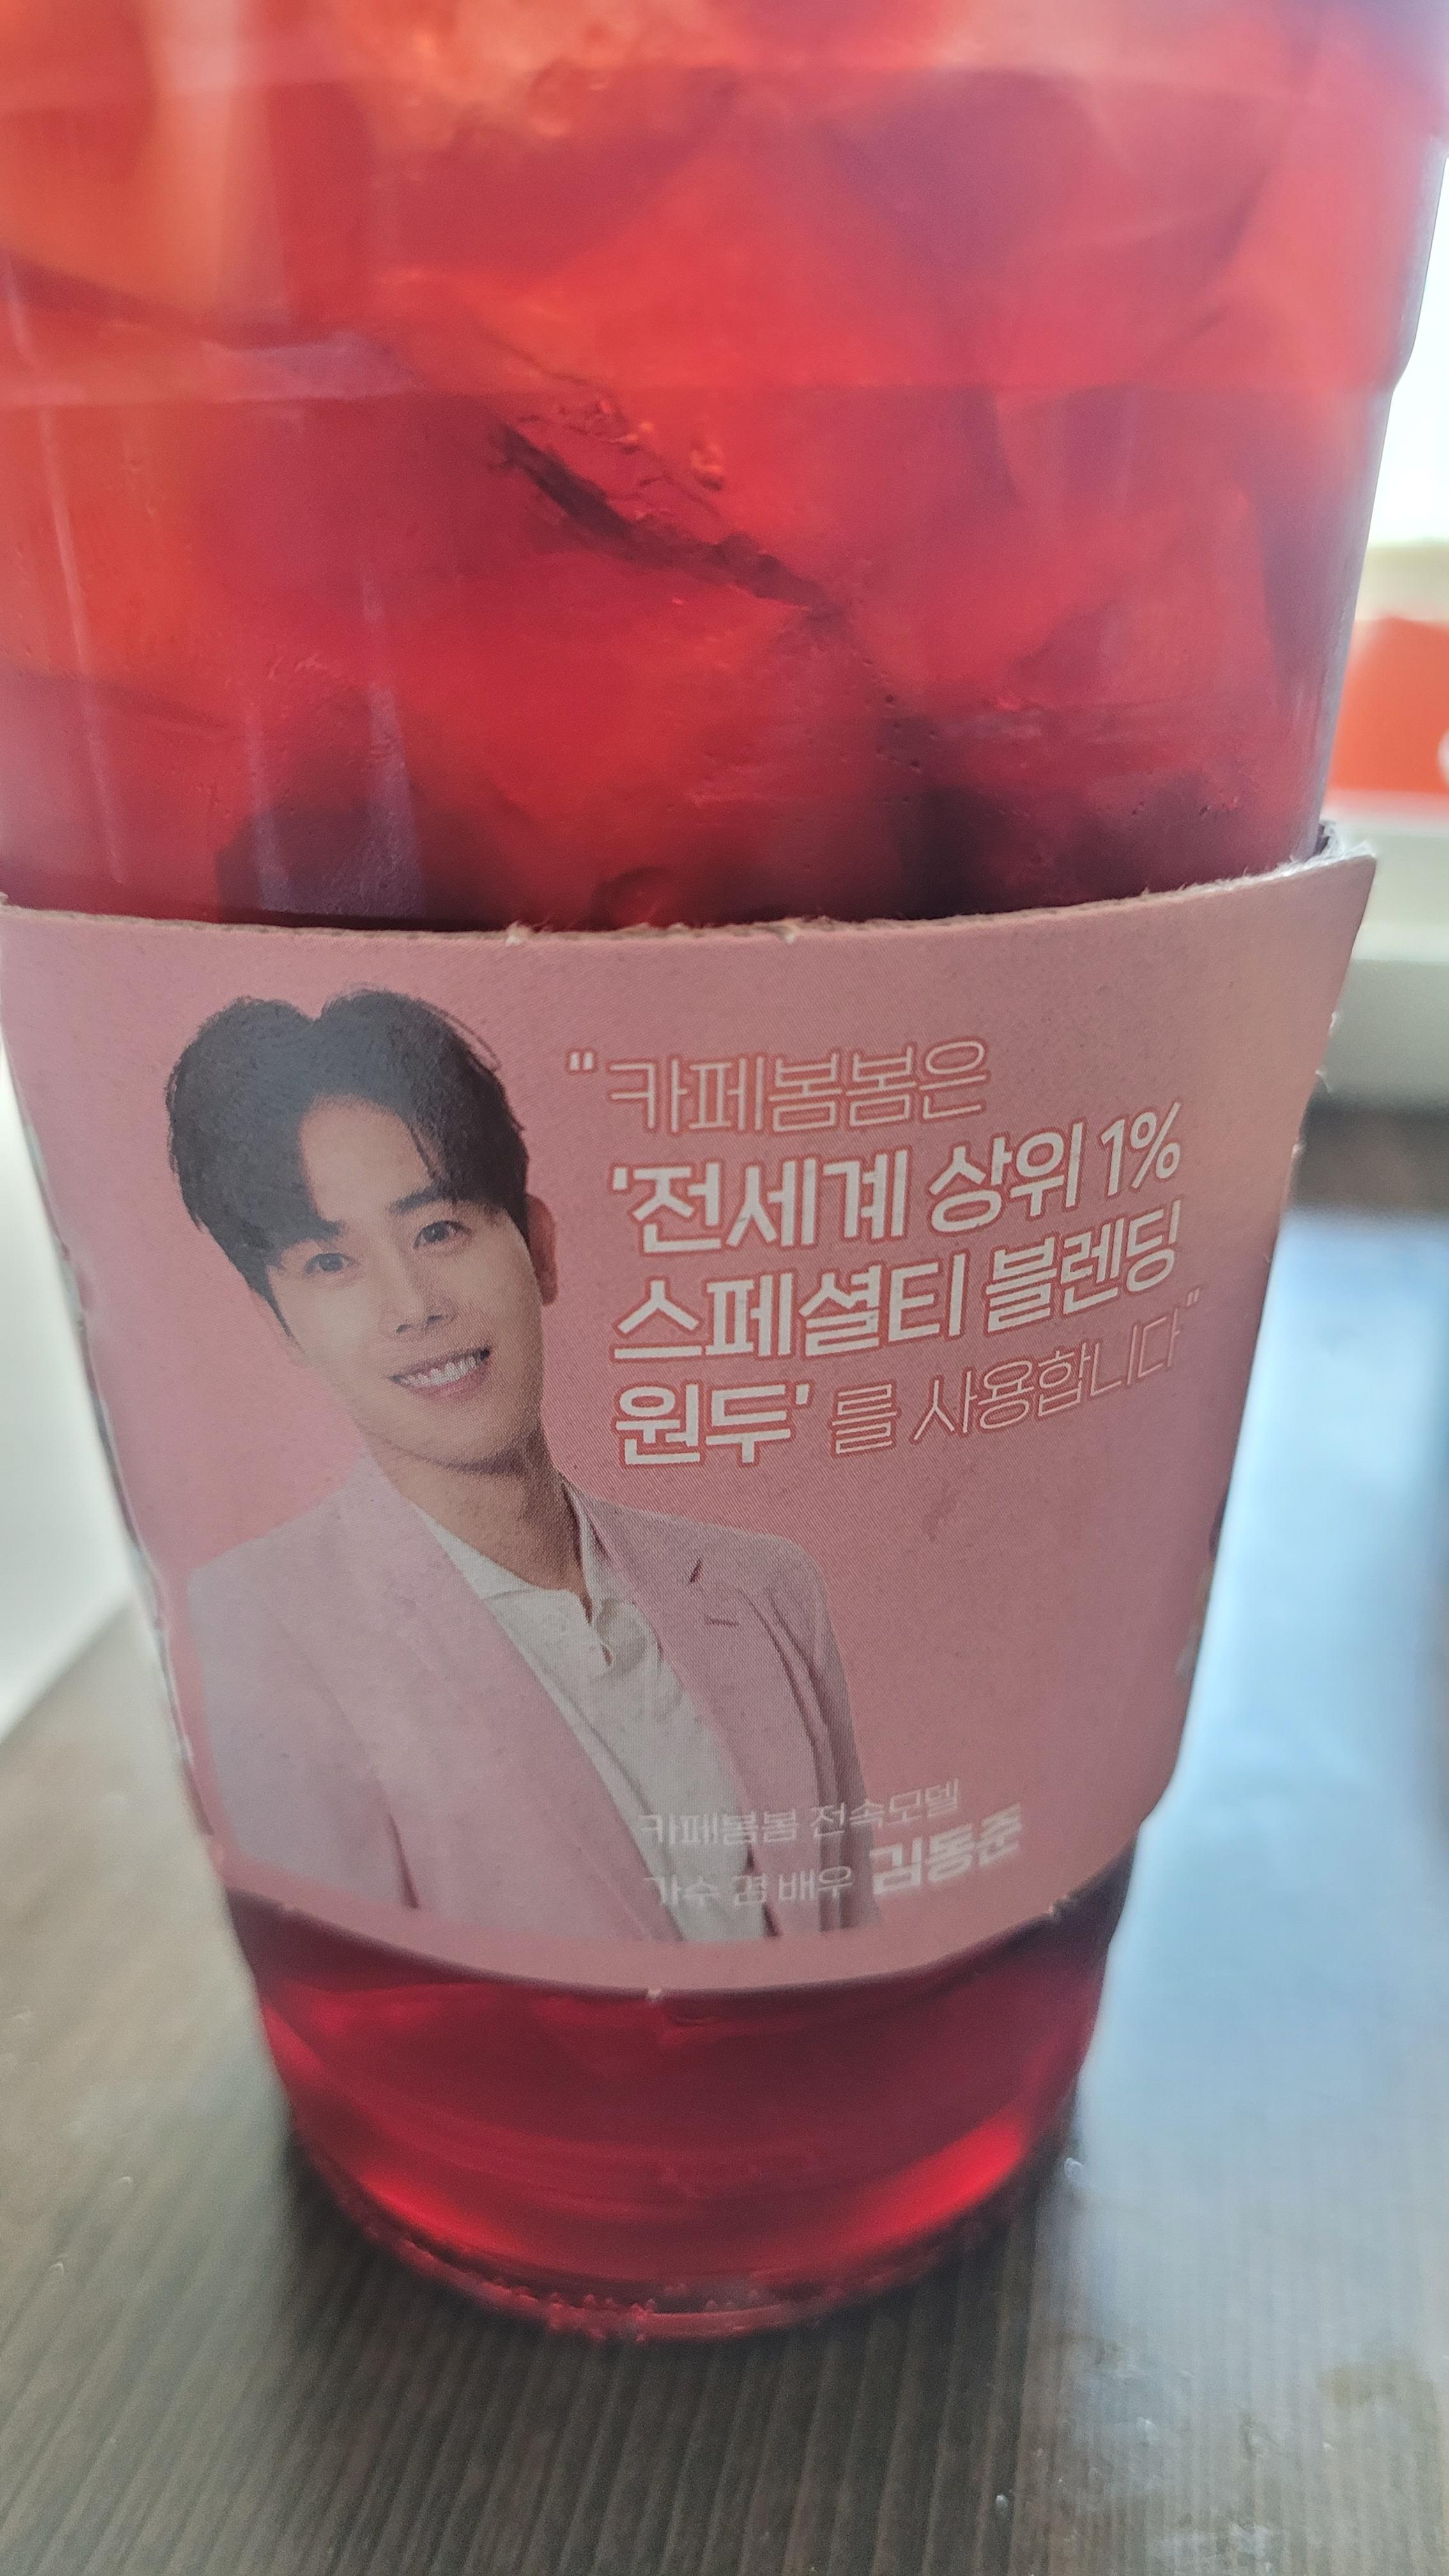 “카페봄봄은
'전세계 상위 1%
스페셜티 블렌딩
원두'를 사용합니다”
카페봄봄 전속모델
가수 겸 배우 김동준